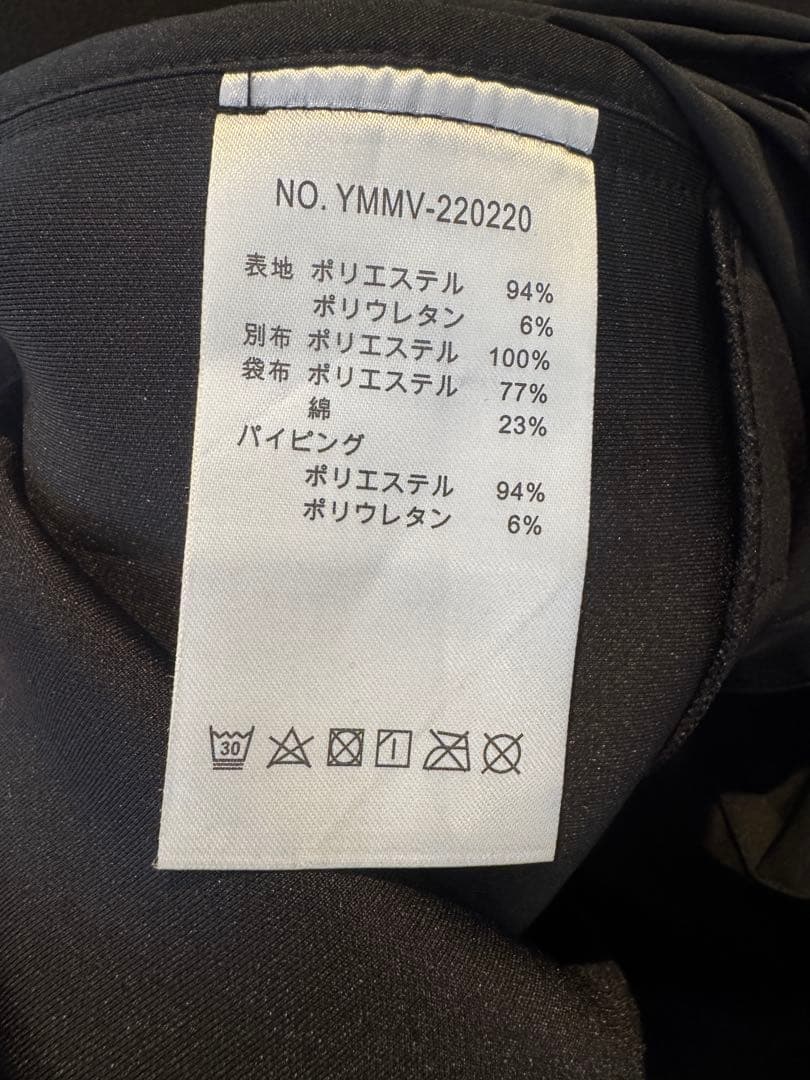 NO. YMMV-220220
表地 ポリエステル 94%
ポリウレタン 6%
別布 ポリエステル 100%
袋布 ポリエステル 77%
綿 23%
パイピング
ポリエステル 94%
ポリウレタン 6%
30